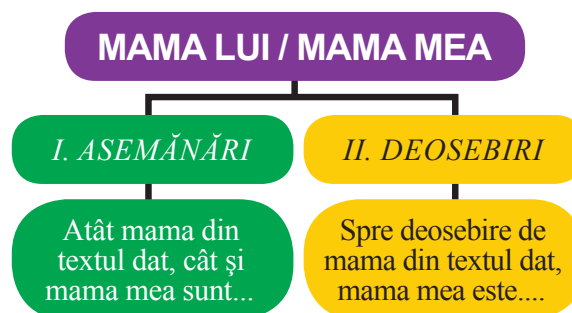 MAMA LUI / MAMA MEA
I. ASEMĂNĂRI
II. DEOSEBIRI
Atât mama din
textul dat, cât şi
mama mea sunt...
Spre deosebire de
mama din textul dat,
mama mea este....